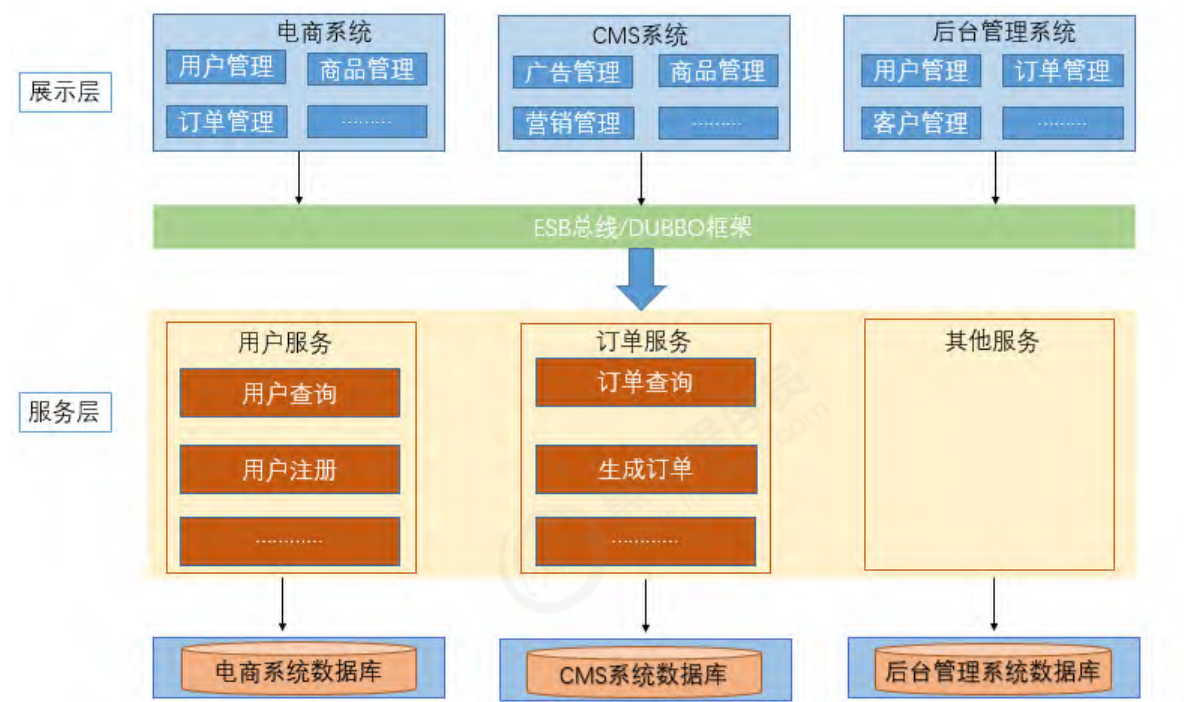 电商系统
用户管理 商品管理
订单管理 ………
CMS系统
广告管理 商品管理
营销管理 ………
后台管理系统
用户管理 订单管理
客户管理 ………
展示层
ESB总线/DUBBO框架
服务层
用户服务
用户查询
用户注册
…………
订单服务
订单查询
生成订单
…………
其他服务
电商系统数据库
CMS系统数据库
后台管理系统数据库